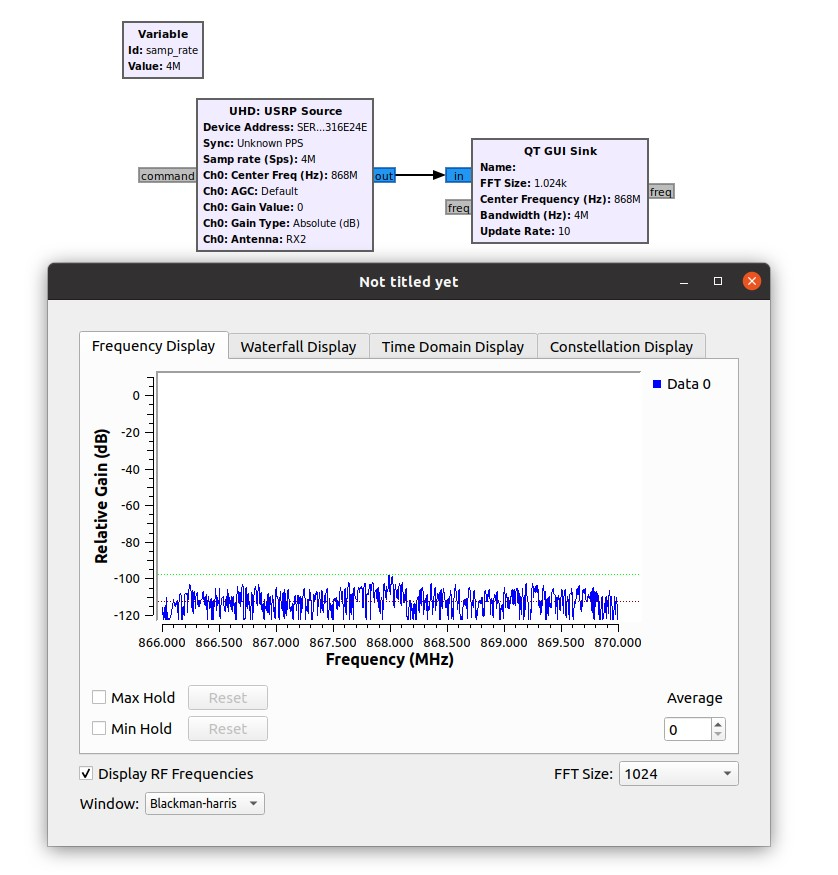 Variable
Id: samp_rate
Value: 4M
UHD: USRP Source
Device Address: SER...316E24E
Sync: Unknown PPS
Samp rate (Sps): 4M
Ch0: Center Freq (Hz): 868M
Ch0: AGC: Default
Ch0: Gain Value: 0
Ch0: Gain Type: Absolute (dB)
Ch0: Antenna: RX2
command
out
in
freq
QT GUI Sink
Name:
FFT Size: 1.024k
Center Frequency (Hz): 868M
Bandwidth (Hz): 4M
Update Rate: 10
freq
Not titled yet
Frequency Display Waterfall Display Time Domain Display Constellation Display
Data 0
Relative Gain (dB)
0
-20
-40
-60
-80
-100
-120
866.000 866.500 867.000 867.500 868.000 868.500 869.000 869.500 870.000
Frequency (MHz)
Max Hold Reset
Average
Min Hold Reset
0
Display RF Frequencies
FFT Size: 1024
Window: Blackman-harris